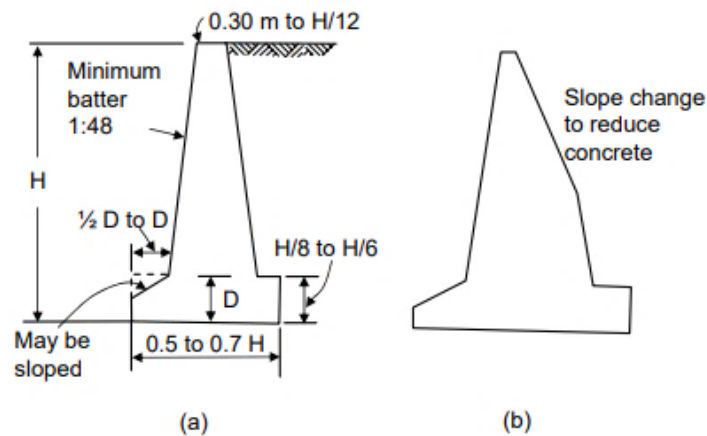 0.30 m to H/12
Minimum
batter
1:48
H
½ D to D
H/8 to H/6
D
May be
sloped
0.5 to 0.7 H
(a)
Slope change
to reduce
concrete
(b)